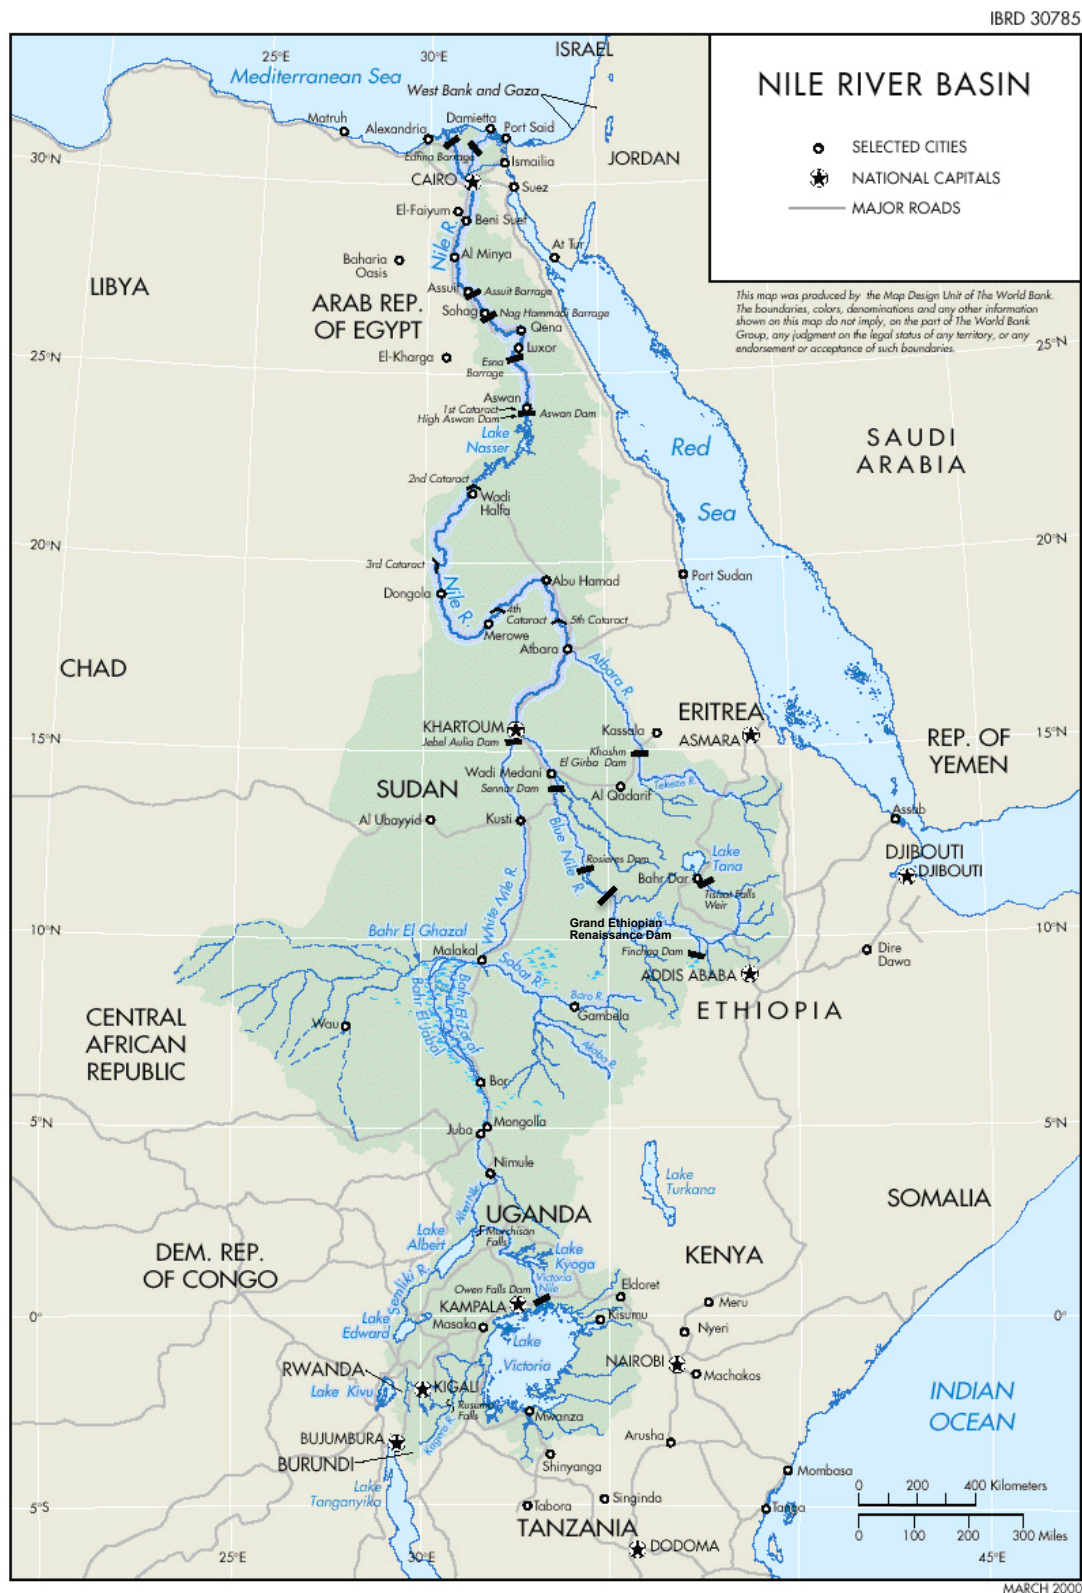 IBRD 30785
NILE RIVER BASIN
SELECTED CITIES
NATIONAL CAPITALS
MAJOR ROADS
This map was produced by the Map Design Unit of The World Bank.
The boundaries, colors, denominations and any other information
shown on this map do not imply, on the part of The World Bank
Group, any judgment on the legal status of any territory, or any
endorsement or acceptance of such boundaries.
25°E
30°E
ISRAEL
Mediterranean Sea
West Bank and Gaza
Matruh
Alexandria
Damietta
Port Said
Edfina Barrage
Ismailia
JORDAN
30°N
CAIRO
Suez
El-Faiyum
Beni Suef
Nile R.
At Tur
Al Minya
Baharia
Oasis
LIBYA
Assuit
Assuit Barrage
ARAB REP.
OF EGYPT
Sohag
Nag Hammadi Barrage
Qena
Luxor
25°N
25°N
El-Kharga
Esna
Barrage
Aswan
1st Cataract
High Aswan Dam
Aswan Dam
Lake
Nasser
Red
Sea
SAUDI
ARABIA
2nd Cataract
Wadi
Halfa
20°N
20°N
3rd Cataract
Port Sudan
Abu Hamad
Dongola
Nile R.
4th
Cataract
5th Cataract
Merowe
Atbara
Atbara R.
CHAD
ERITREA
KHARTOUM
Kassala
ASMARA
15°N
15°N
Jebel Aulia Dam
Khashm
El Girba Dam
REP. OF
YEMEN
Wadi Medani
Sennar Dam
Tekeze R.
SUDAN
Al Qadarif
Al Ubayyid
Kusti
Assab
Blue Nile R.
Lake
Tana
DJIBOUTI
DJIBOUTI
Rosieres Dam
Bahr Dar
Tisisat Falls
Weir
White Nile R.
Grand Ethiopian
Renaissance Dam
10°N
10°N
Bahr El Ghazal
Malakal
Finchaa Dam
Dire
Dawa
Sobat R.
ADDIS ABABA
Bahr El Zaraf
Bahr El Jabal
Baro R.
Gambela
ETHIOPIA
CENTRAL
AFRICAN
REPUBLIC
Wau
Akobo R.
Bor
5°N
5°N
Mongolla
Juba
Nimule
Lake
Turkana
Albert Nile
UGANDA
SOMALIA
Lake
Albert
Murchison
Falls
DEM. REP.
OF CONGO
Lake
Kyoga
KENYA
Semliki R.
Victoria
Nile
Owen Falls Dam
Eldoret
KAMPALA
Meru
0°
0°
Lake
Edward
Masaka
Kisumu
Nyeri
Lake
Victoria
RWANDA
NAIROBI
Machakos
Lake Kivu
KIGALI
Rusumo
Falls
INDIAN
OCEAN
Mwanza
Kagera R.
BUJUMBURA
Arusha
BURUNDI
Shinyanga
Mombasa
Lake
Tanganyika
Singinda
Tabora
Tanga
5°S
TANZANIA
DODOMA
0 200 400 Kilometers
0 100 200 300 Miles
25°E
30°E
45°E
MARCH 2000